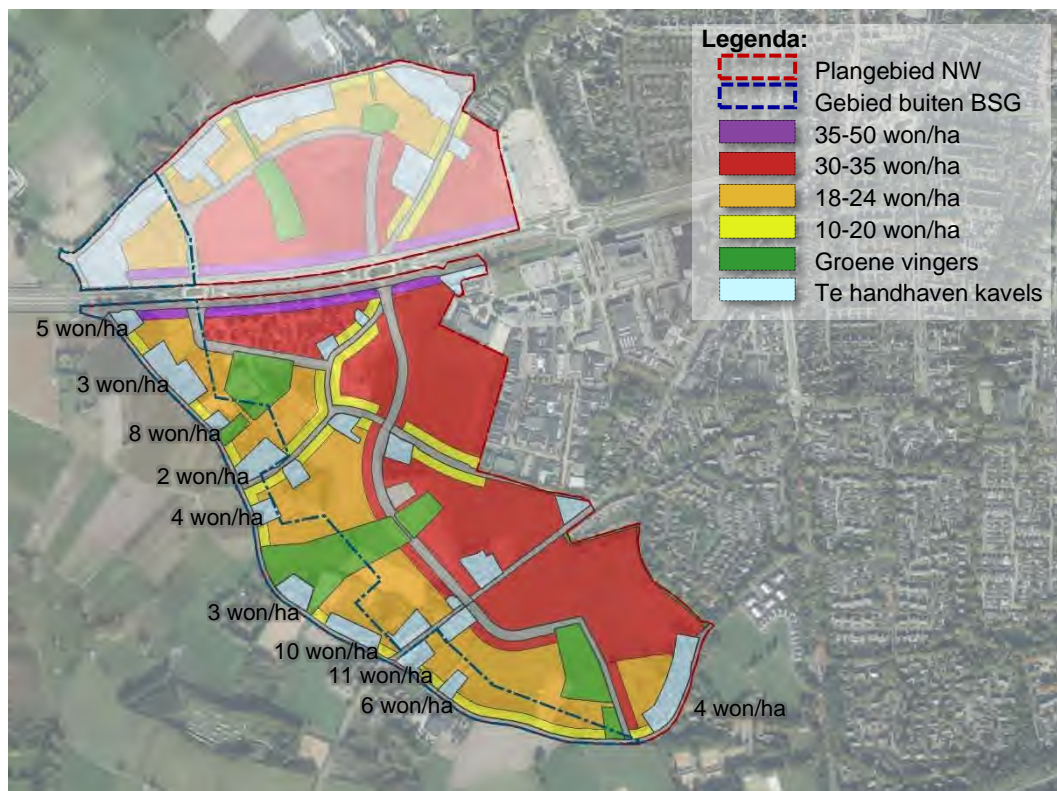 Legenda:
Plangebied NW
Gebied buiten BSG
35-50 won/ha
30-35 won/ha
18-24 won/ha
10-20 won/ha
Groene vingers
Te handhaven kavels
5 won/ha
3 won/ha
8 won/ha
2 won/ha
4 won/ha
3 won/ha
10 won/ha
11 won/ha
6 won/ha
4 won/ha